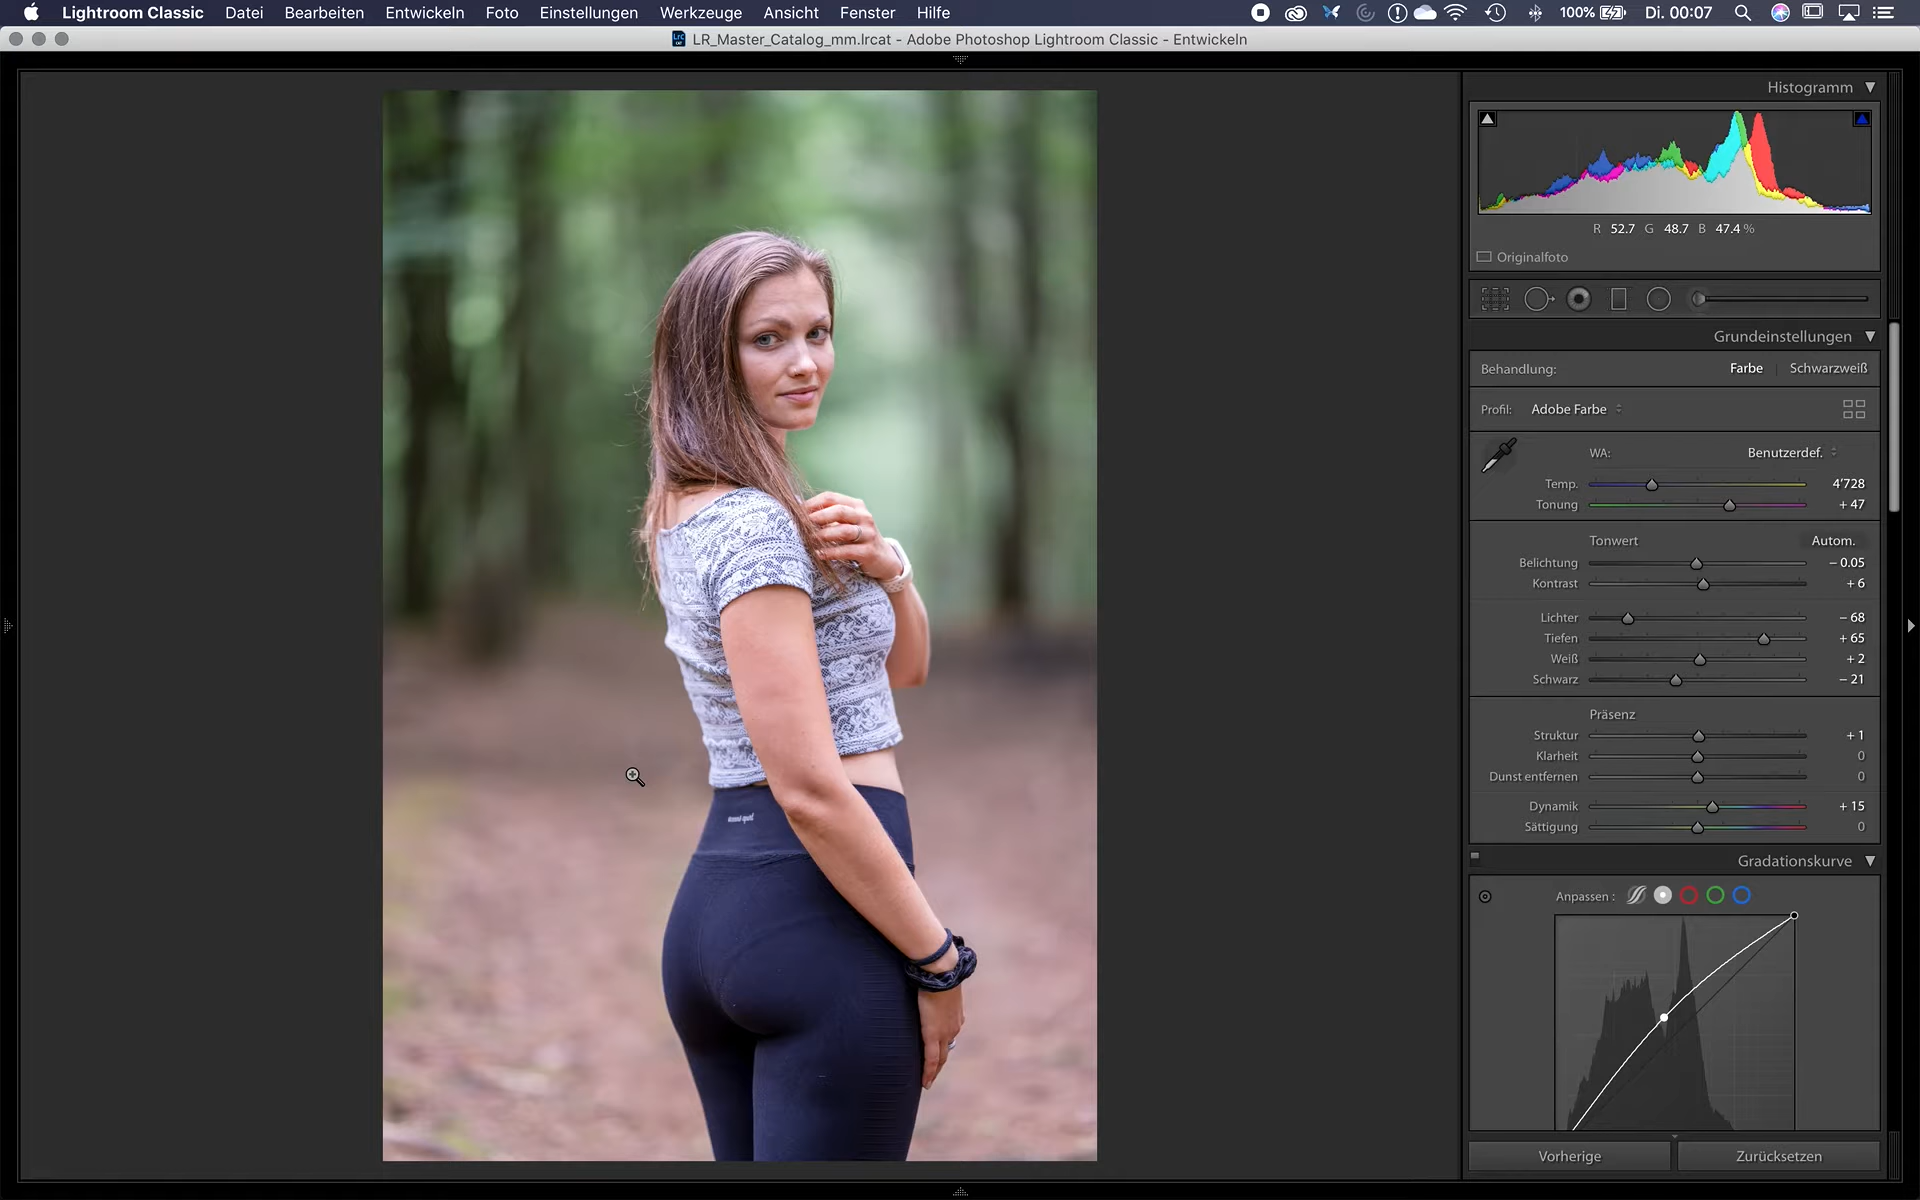 Lightroom Classic Datei Bearbeiten Entwickeln Foto Einstellungen Werkzeuge Ansicht Fenster Hilfe 100% Di. 00:07
LR_Master_Catalog_mm.lrcat - Adobe Photoshop Lightroom Classic - Entwickeln
Histogramm
R 52.7 G 48.7 B 47.4 %
Originalfoto
Grundeinstellungen
Behandlung: Farbe Schwarzweiß
Profil: Adobe Farbe
WA: Benutzerdef.
Temp. 4'728
Tonung + 47
Tonwert Autom.
Belichtung − 0.05
Kontrast + 6
Lichter − 68
Tiefen + 65
Weiß + 2
Schwarz − 21
Präsenz
Struktur + 1
Klarheit 0
Dunst entfernen 0
Dynamik + 15
Sättigung 0
Gradationskurve
Anpassen :
Vorherige Zurücksetzen